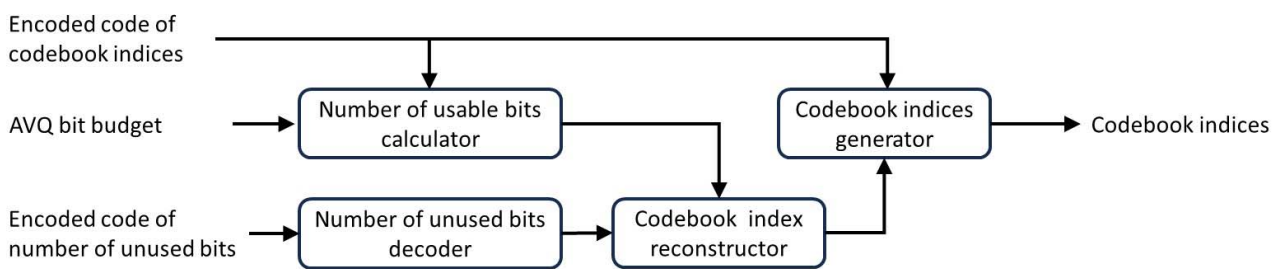 Encoded code of
codebook indices
AVQ bit budget
Number of usable bits
calculator
Codebook indices
generator
Codebook indices
Encoded code of
number of unused bits
Number of unused bits
decoder
Codebook index
reconstructor